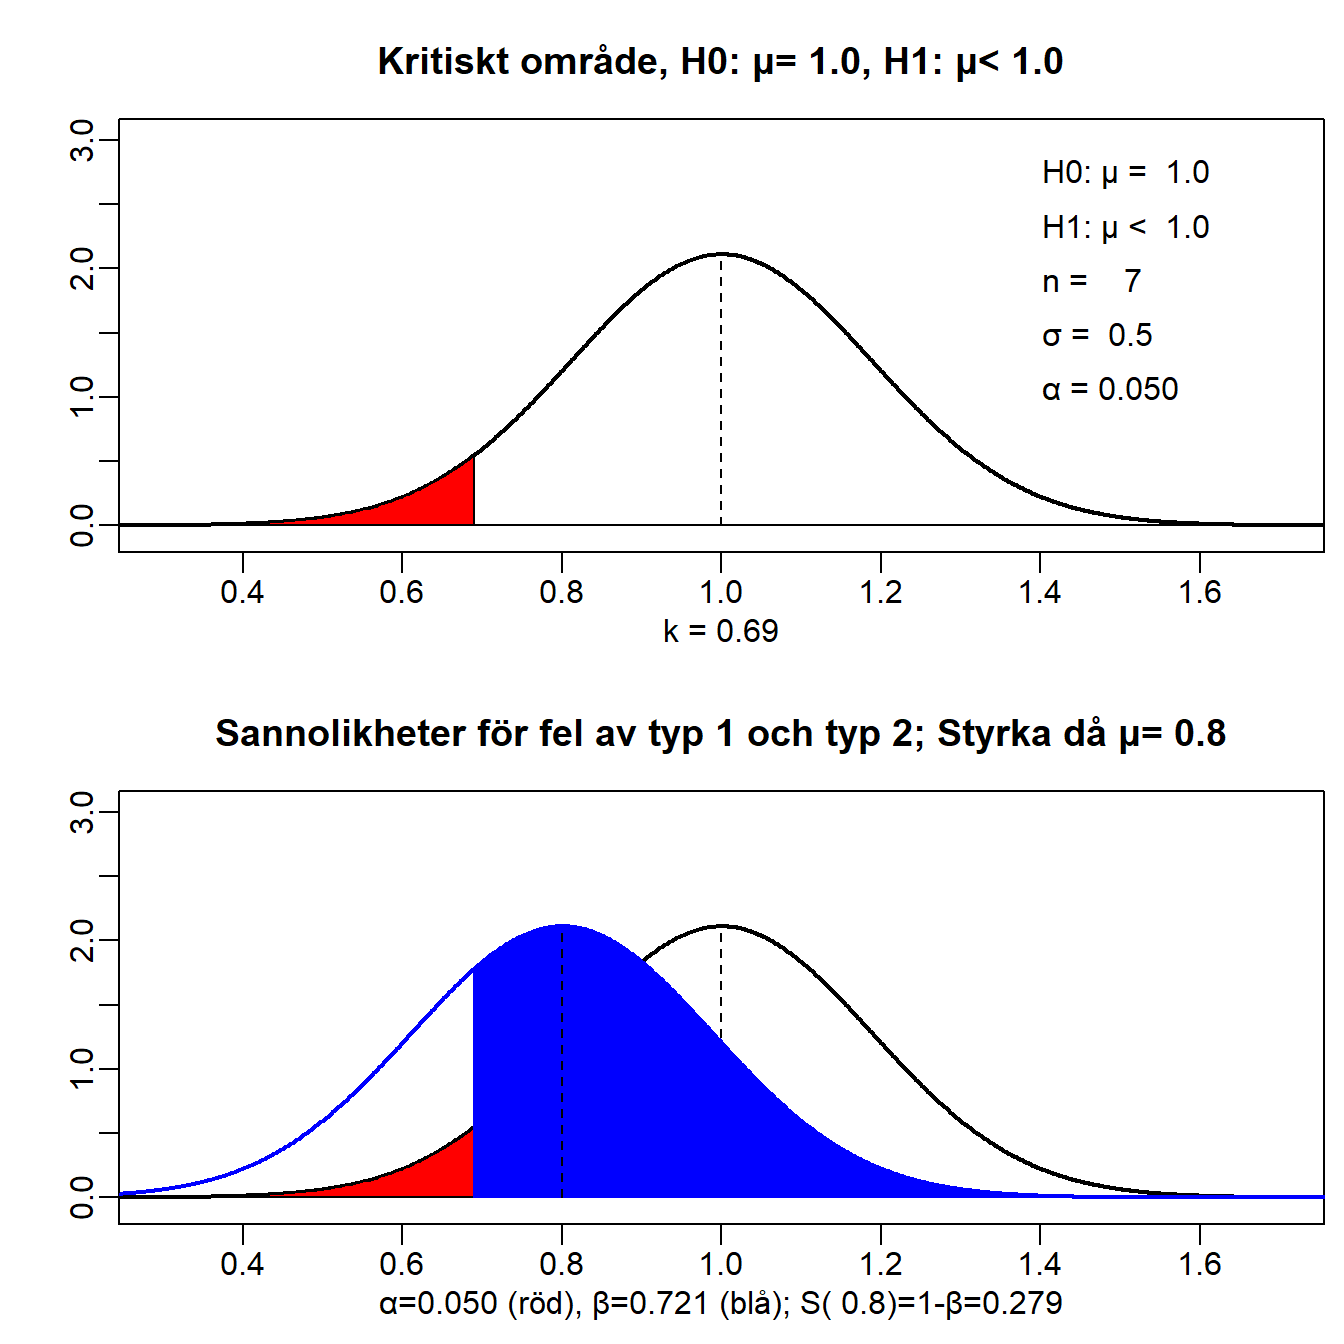 Kritiskt område, H0: μ= 1.0, H1: μ< 1.0
3.0
2.0
1.0
0.0
H0: μ = 1.0
H1: μ < 1.0
n = 7
σ = 0.5
α = 0.050
0.4 0.6 0.8 1.0 1.2 1.4 1.6
k = 0.69
Sannolikheter för fel av typ 1 och typ 2; Styrka då μ= 0.8
3.0
2.0
1.0
0.0
0.4 0.6 0.8 1.0 1.2 1.4 1.6
α=0.050 (röd), β=0.721 (blå); S( 0.8)=1-β=0.279